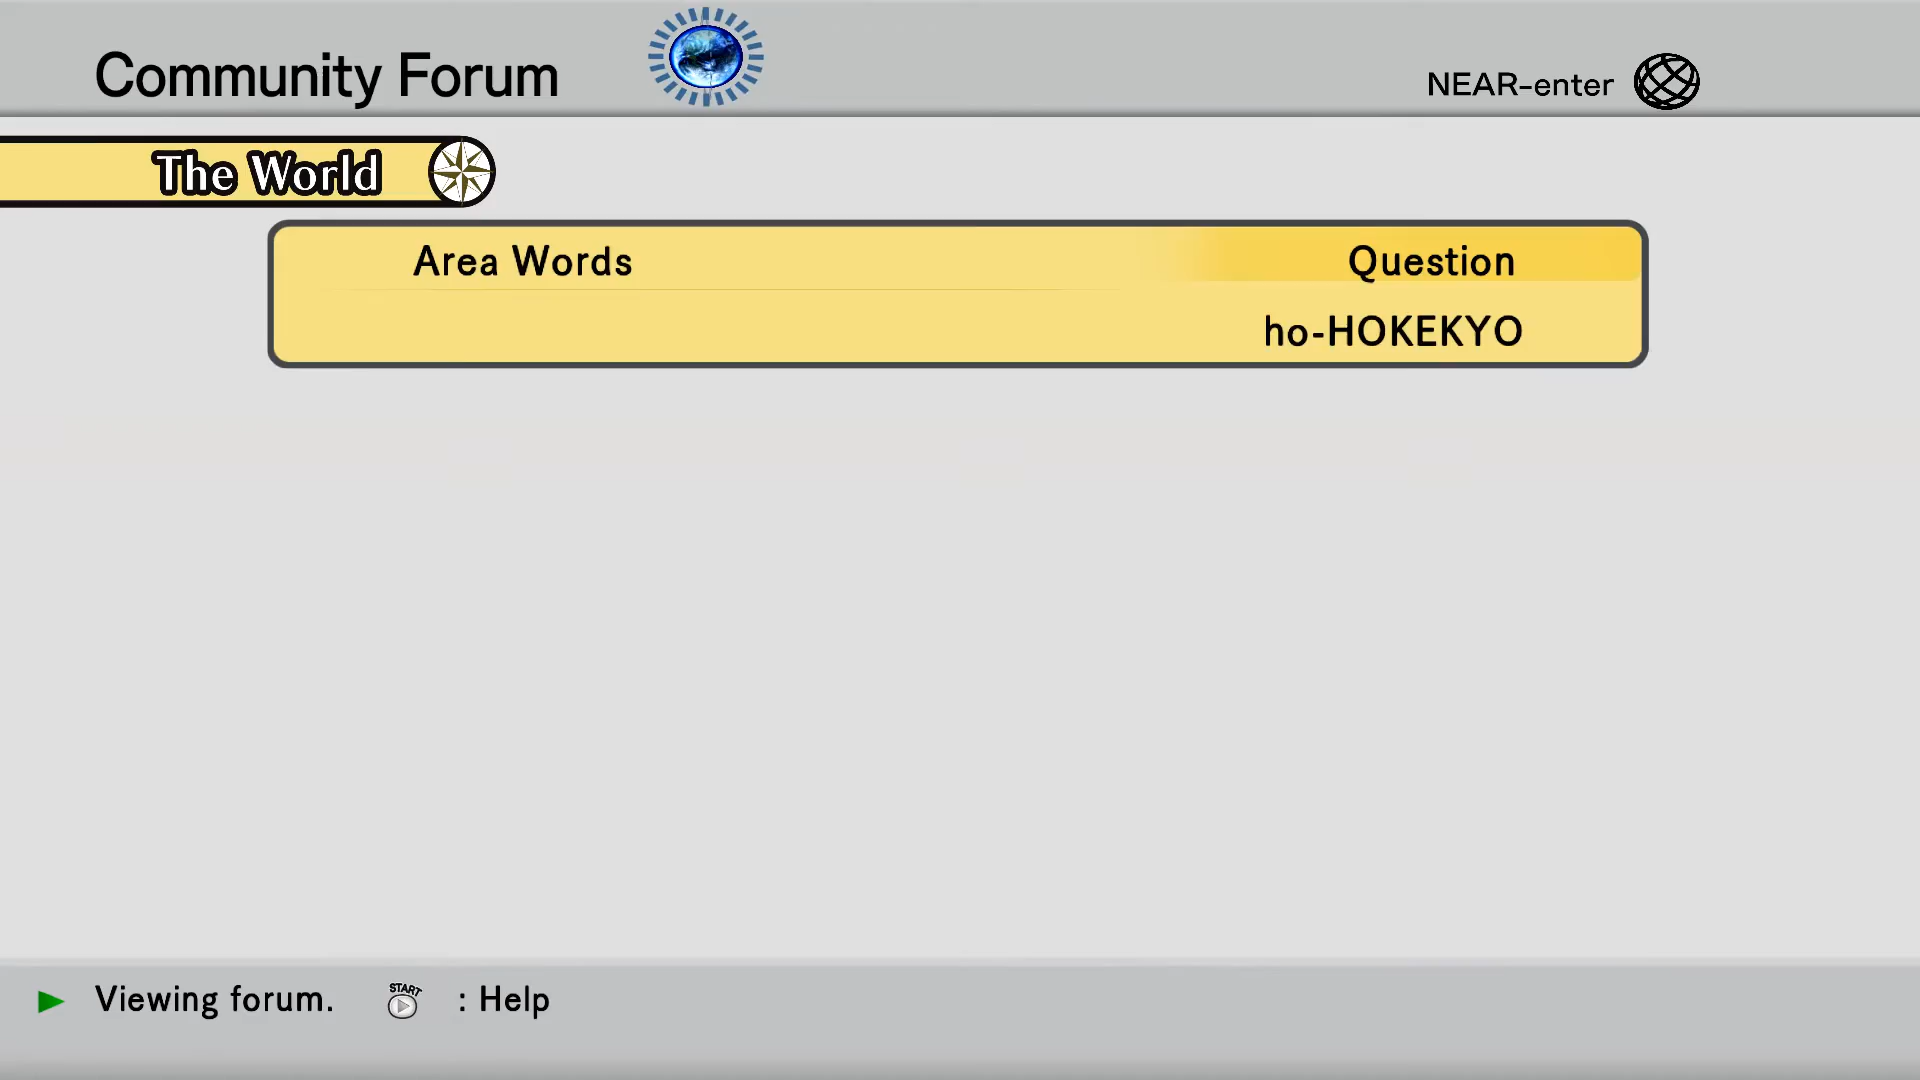 Community Forum
NEAR-enter
The World
Area Words
Question
ho-HOKEKYO
Viewing forum.
START
: Help